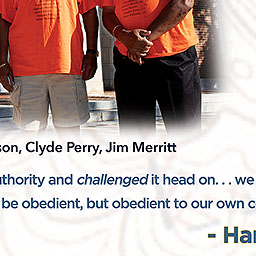 son, Clyde Perry, Jim Merritt
uthority and challenged it head on. . . we
be obedient, but obedient to our own c
- Har